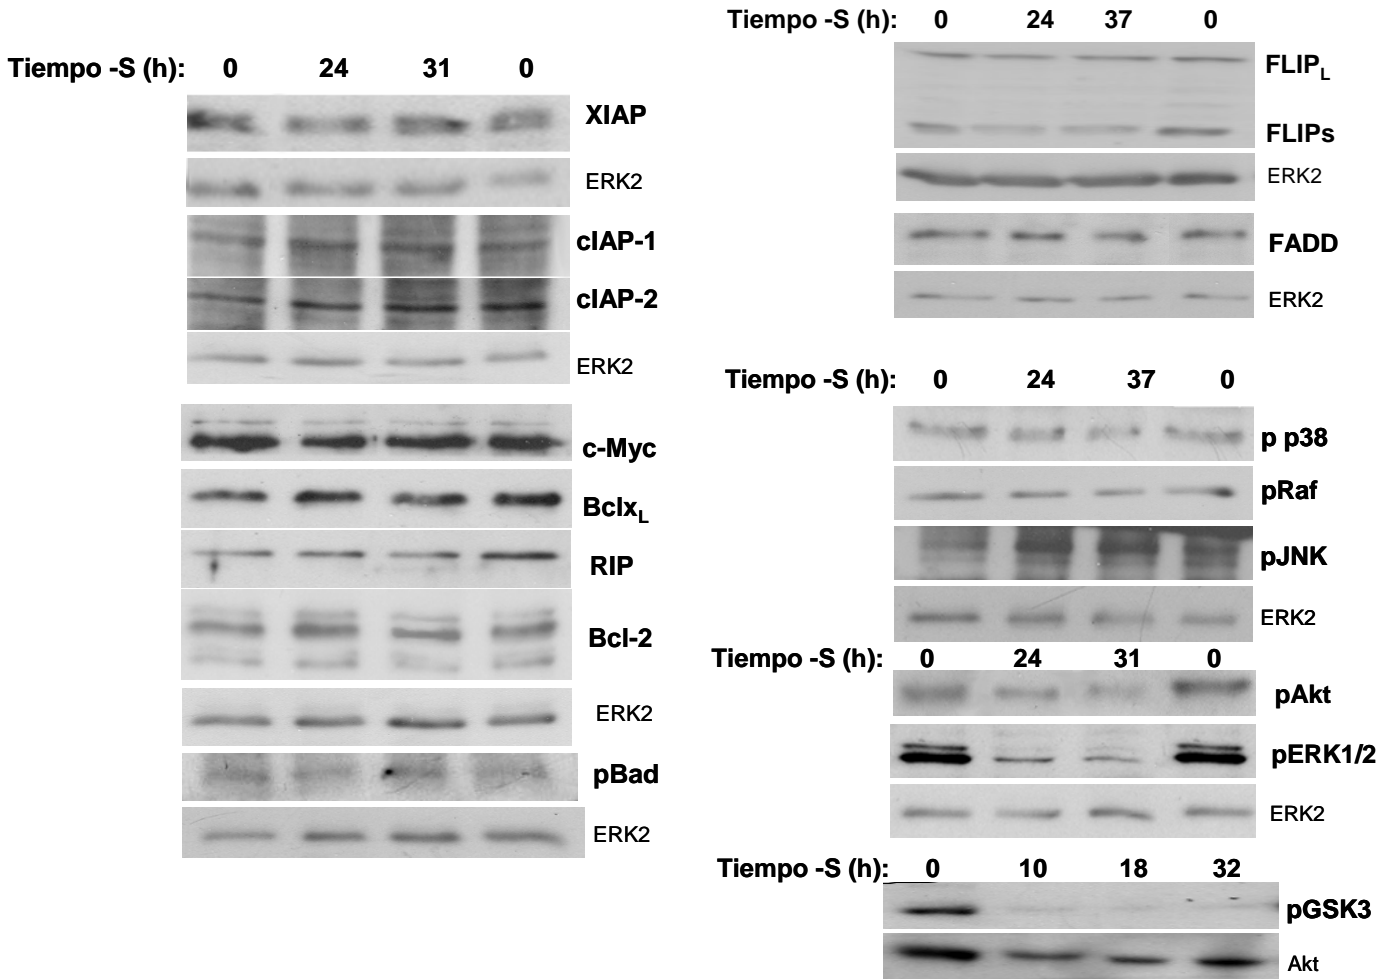 Tiempo -S (h): 0 24 31 0
XIAP
ERK2
cIAP-1
cIAP-2
ERK2
c-Myc
BclxL
RIP
Bcl-2
ERK2
pBad
ERK2
Tiempo -S (h): 0 24 37 0
FLIPL
FLIPs
ERK2
FADD
ERK2
Tiempo -S (h): 0 24 37 0
p p38
pRaf
pJNK
ERK2
Tiempo -S (h): 0 24 31 0
pAkt
pERK1/2
ERK2
Tiempo -S (h): 0 10 18 32
pGSK3
Akt